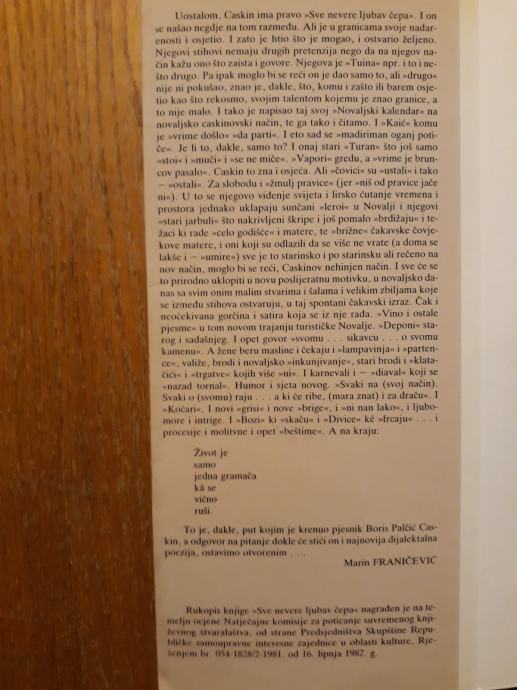 Uostalom, Caskin ima pravo »Sve nevere ljubav čepa«. I on
se našao negdje na tom razmeđu. Ali je u granicama svoje nadar-
enosti i osjetio. I zato je htio što je mogao, i ostvario željeno.
Njegovi stihovi nemaju drugih pretenzija nego da na njegov na-
čin kažu ono što zaista i govore. Njegova je »Tuina« npr. i to i ne-
što drugo. Pa ipak moglo bi se reći on je dao samo to, ali »drugo«
nije ni pokušao, znao je, dakle, što, komu i zašto ili barem osje-
tio kao što rekosmo, svojim talentom kojemu je znao granice, a
to nije malo. I tako je napisao taj svoj »Novaljski kalendar« na
novaljsko caskinovski način, te ga tako i čitamo. I »Kaić« komu
je »vrime došlo« »da parti«. I eto sad se »madiriman oganj poti-
če«. Je li to, dakle, samo to? I onaj stari »Turan« što još samo
»stoi« i »muči« i »se ne miče«. »Vapori« gredu, a »vrime je brun-
cov pasalo«. Caskin to zna i osjeća. Ali »čovici« su »ustali« i tako
— »ostali«. Za slobodu i »žmulj pravice« (jer »niš od pravice jače
ni«). U to se njegovo viđenje svijeta i lirsko ćutanje vremena i
prostora jednako uklapaju sunčani »leroi« u Novalji i njegovi
»stari jarbuli« što nakrivljeni škripe i još pomalo »brdižaju« i te-
žaci ki rade »celo godišće« i matere, te »brižne« čakavske čovje-
kove matere, i oni koji su odlazili da se više ne vrate (a doma se
lakše i — »umire«) sve je to starinsko i po starinsku ali rečeno na
nov način, moglo bi se reći, Caskinov nehinjen način. I sve će se
to prirodno uklopiti u novu poslijeratnu motivku, u novaljsko da-
nas sa svim onim malim stvarima i šalama i velikim zbiljama koje
se između stihova ostvaruju, u taj spontani čakavski izraz. Čak i
neočekivana gorčina i satira koja se iz nje rada. »Vino i ostale
pjesme« u tom novom trajanju turističke Novalje. »Deponi« sta-
rog i sadašnjeg. I opet govor »svomu . . . sikavcu . . . o svomu
kamenu«. A žene beru masline i čekaju i »lampavinja« i »parten-
ce«, valiže, brodi i novaljsko »inkunjivanje«, stari brodi i »klata-
čići« i »trgatve« kojih više »ni«. I karnevali i — »diaval« koji se
»nazad tornal«. Humor i sjeta novog. »Svaki na (svoj način).
Svaki o (svomu) raju . . . a ki će ribe, (mara znat) i za draču«. I
»Koćari«. I novi »grisi« i nove »brige«, i »ni nan lako«, i ljubo-
more i intrige. I »Bozi« ki »skaču« i »Divice« kê »frcaju« . . . i
procesije i molitvne i opet »beštime«. A na kraju:
Život je
samo
jedna gramača
kâ se
vično
ruši.
To je, dakle, put kojim je krenuo pjesnik Boris Palčić Cas-
kin, a odgovor na pitanje dokle će stići on i najnovija dijalektalna
poezija, ostavimo otvorenim . . .
Marin FRANIČEVIĆ
Rukopis knjige »Sve nevere ljubav čepa« nagrađen je na te-
melju ocjene Natječajne komisije za poticanje suvremenog knji-
ževnog stvaralaštva, od strane Predsjedništva Skupštine Repu-
bličke samoupravne interesne zajednice u oblasti kulture, Rje-
šenjem br. 054-1828/2-1981. od 16. lipnja 1982. g.